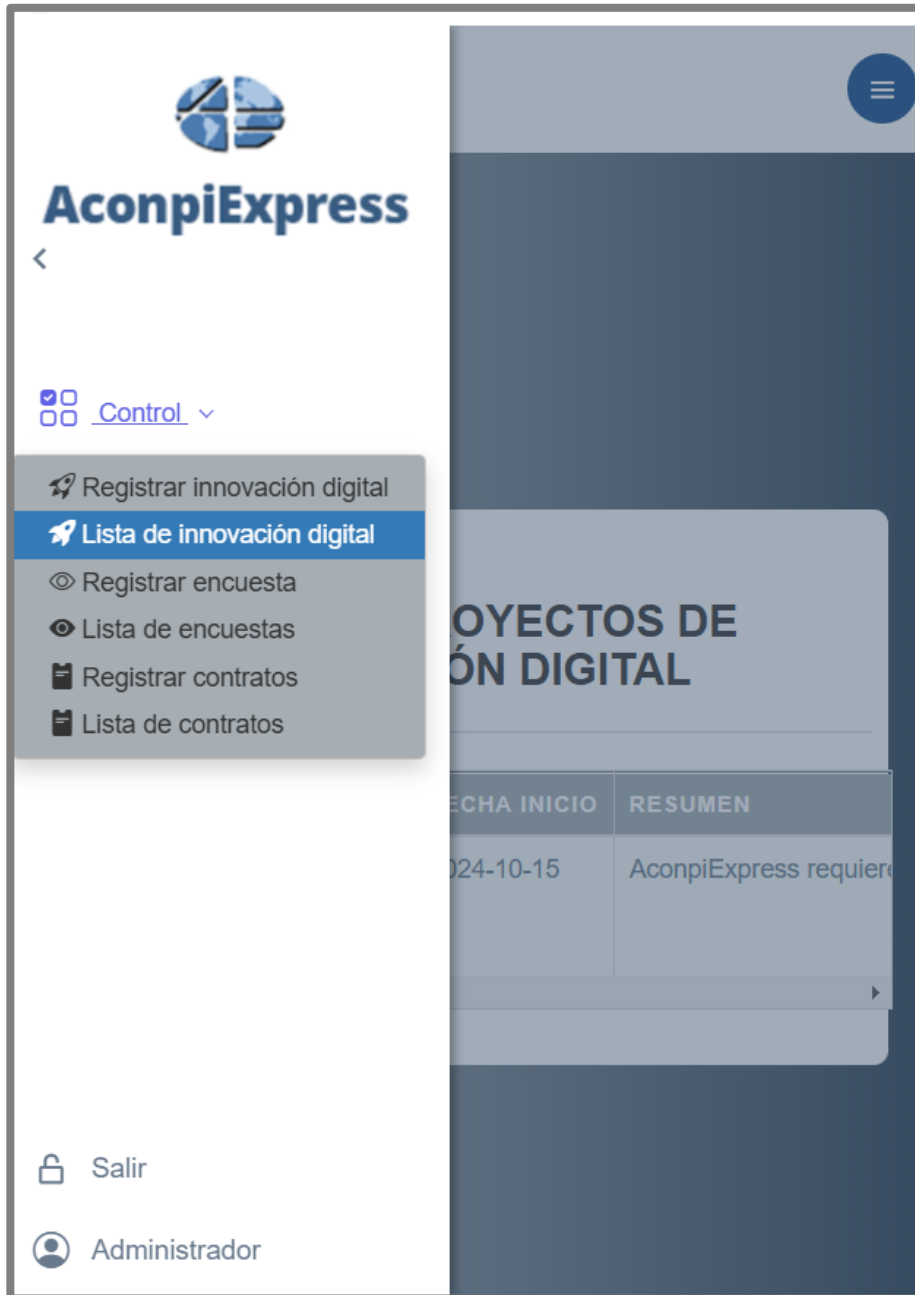 AconpiExpress
Control
Registrar innovación digital
Lista de innovación digital
Registrar encuesta
Lista de encuestas
Registrar contratos
Lista de contratos
Salir
Administrador
OYECTOS DE
ÓN DIGITAL
ECHA INICIO RESUMEN
024-10-15 AconpiExpress requiere